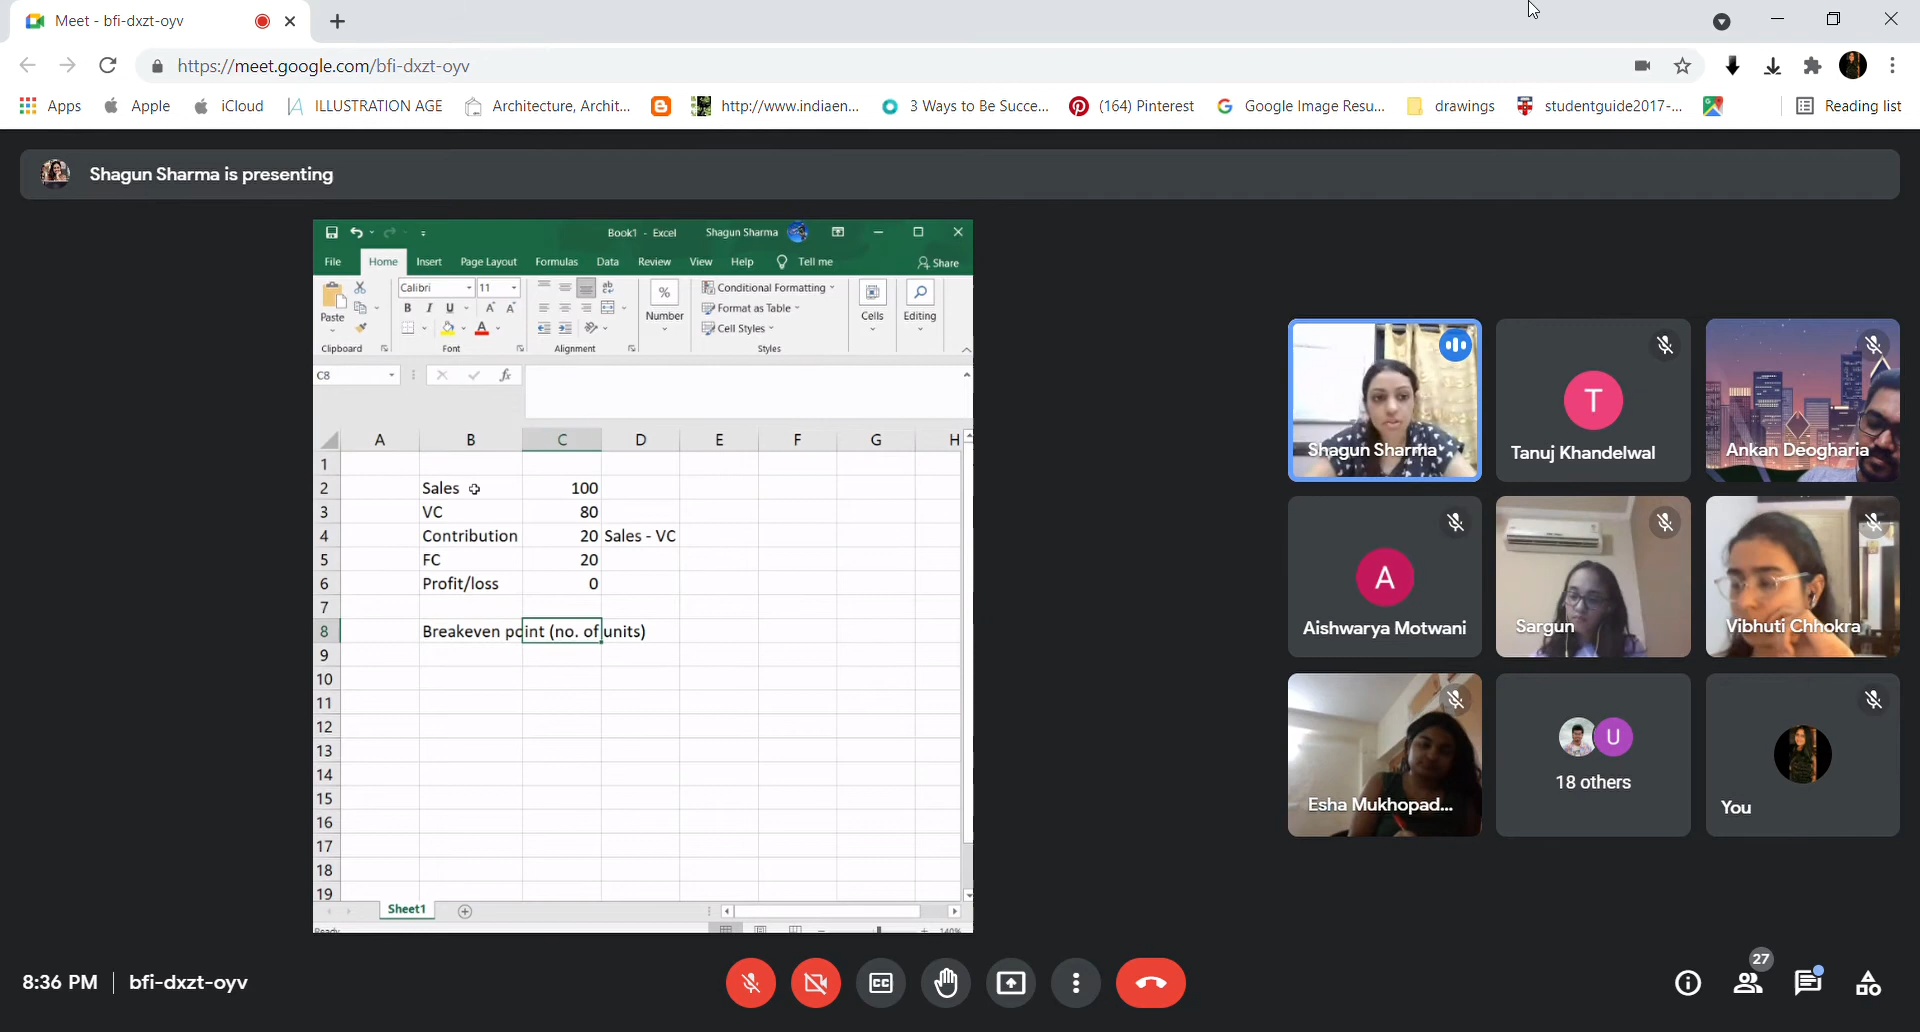 Meet - bfi-dxzt-oyv
https://meet.google.com/bfi-dxzt-oyv
Apps
Apple
iCloud
ILLUSTRATION AGE
Architecture, Archit...
http://www.indiaen...
3 Ways to Be Succe...
(164) Pinterest
Google Image Resu...
drawings
studentguide2017-...
Reading list
Shagun Sharma is presenting
Book1 - Excel
Shagun Sharma
File
Home
Insert
Page Layout
Formulas
Data
Review
View
Help
Tell me
Share
Calibri
11
Conditional Formatting
Format as Table
Cell Styles
Paste
B I U
A A
A
%
Number
Cells
Editing
Clipboard
Font
Alignment
Styles
C8
fx
A B C D E F G H
1
2 Sales 100
3 VC 80
4 Contribution 20 Sales - VC
5 FC 20
6 Profit/loss 0
7
8 Breakeven point (no. of units)
9
10
11
12
13
14
15
16
17
18
19
Sheet1
Ready
140%
Shagun Sharma
T
Tanuj Khandelwal
Ankan Deogharia
A
Aishwarya Motwani
Sargun
Vibhuti Chhokra
Esha Mukhopad...
U
18 others
You
8:36 PM
bfi-dxzt-oyv
CC
27